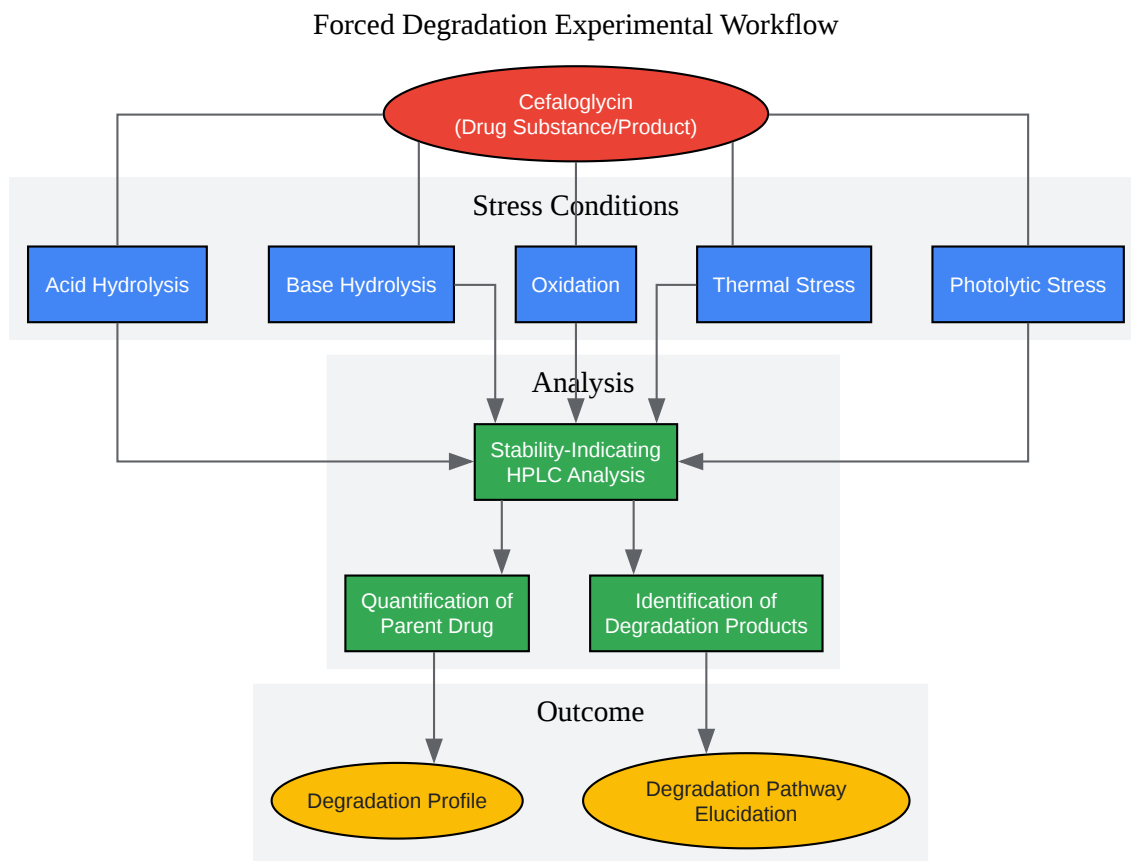 Forced Degradation Experimental Workflow
Cefaloglycin
(Drug Substance/Product)
Stress Conditions
Acid Hydrolysis
Base Hydrolysis
Oxidation
Thermal Stress
Photolytic Stress
Analysis
Stability-Indicating
HPLC Analysis
Quantification of
Parent Drug
Identification of
Degradation Products
Outcome
Degradation Profile
Degradation Pathway
Elucidation